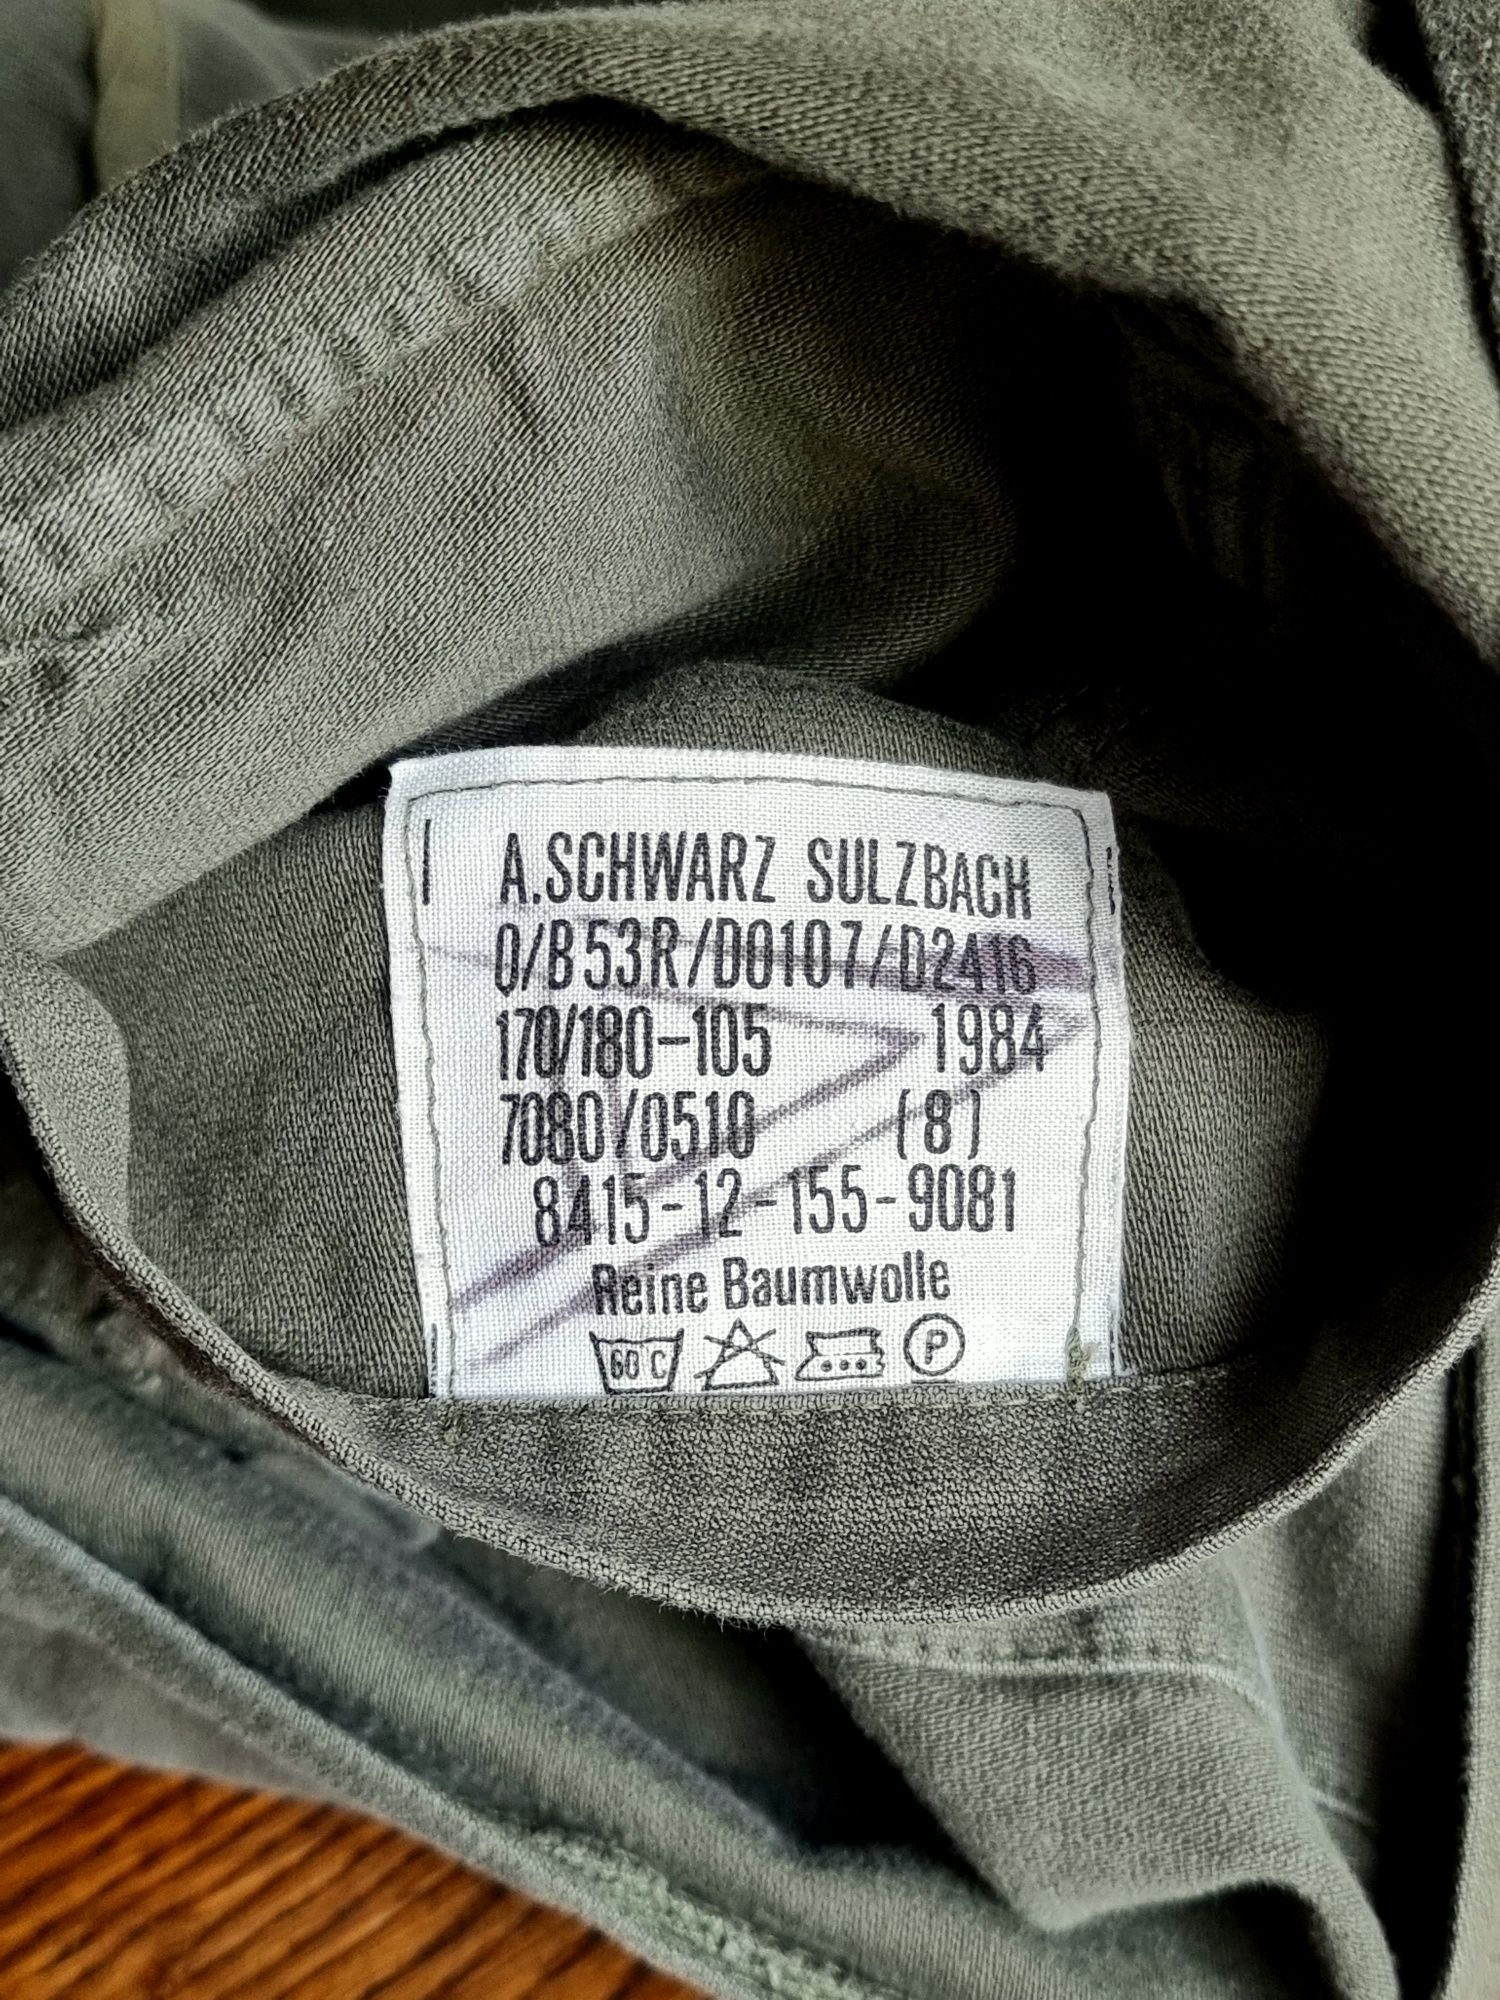 A.SCHWARZ SULZBACH
0/B53R/D0107/D2416
170/180-105 1984
7080/0510 (8)
8415-12-155-9081
Reine Baumwolle
60 C P